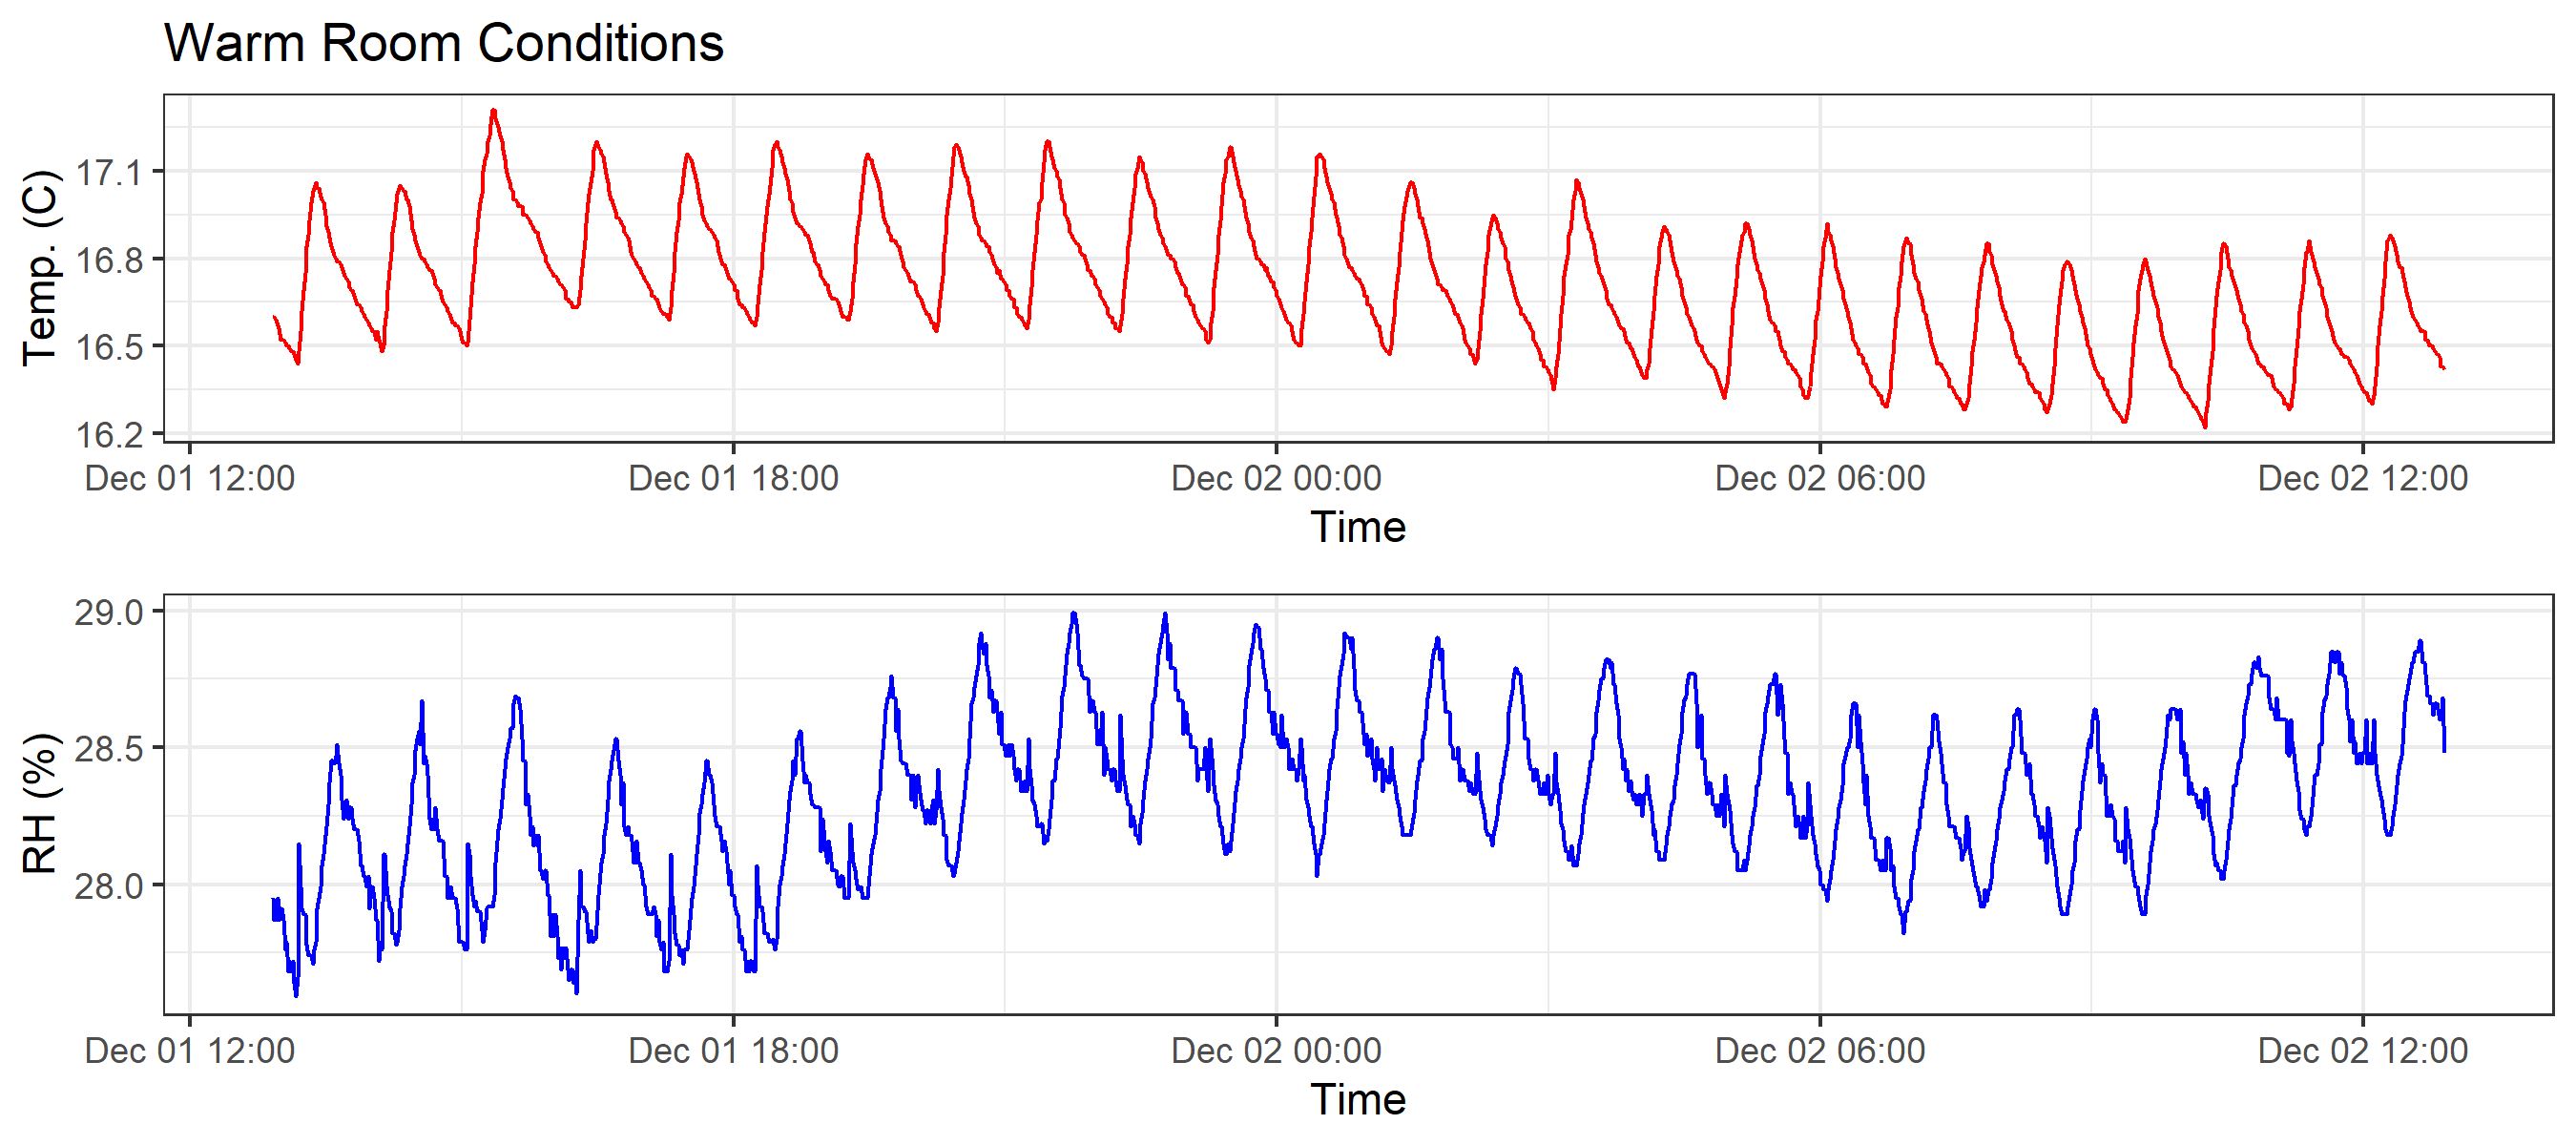 Warm Room Conditions
Temp. (C)
17.1
16.8
16.5
16.2
Dec 01 12:00 Dec 01 18:00 Dec 02 00:00 Dec 02 06:00 Dec 02 12:00
Time
RH (%)
29.0
28.5
28.0
Dec 01 12:00 Dec 01 18:00 Dec 02 00:00 Dec 02 06:00 Dec 02 12:00
Time